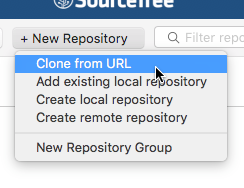 SourceTree
+ New Repository
Filter repo
Clone from URL
Add existing local repository
Create local repository
Create remote repository
New Repository Group